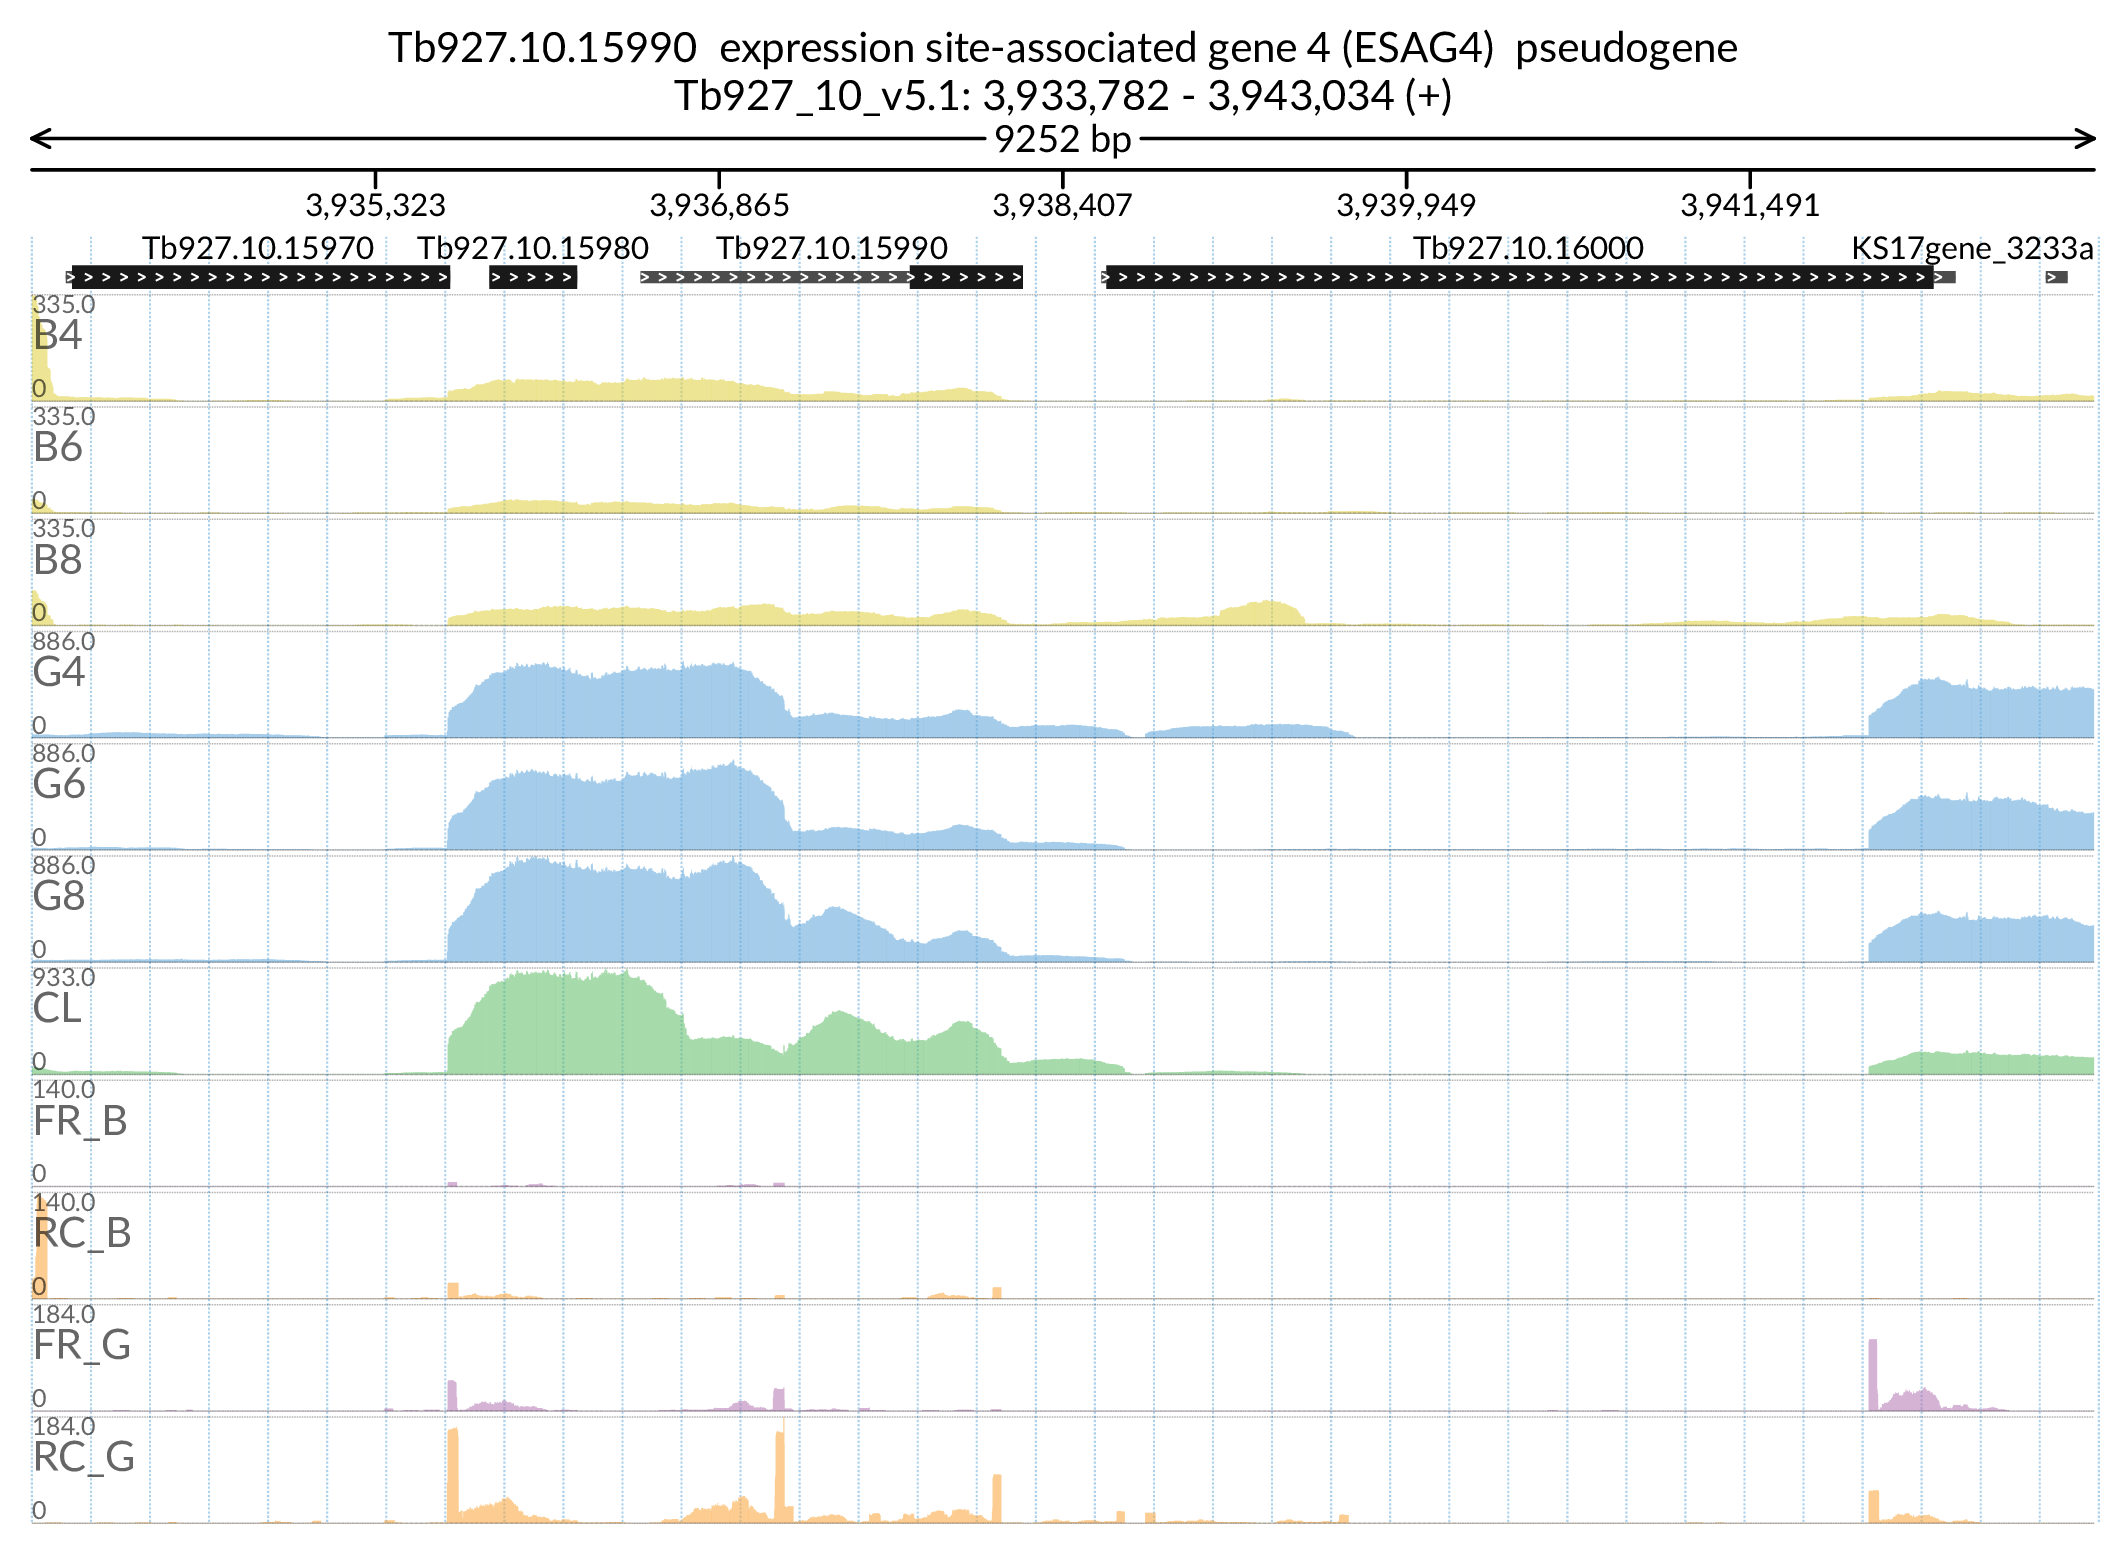 Tb927.10.15990 expression site-associated gene 4 (ESAG4) pseudogene
Tb927_10_v5.1: 3,933,782 - 3,943,034 (+)
9252 bp
3,935,323 3,936,865 3,938,407 3,939,949 3,941,491
Tb927.10.15970 Tb927.10.15980 Tb927.10.15990 Tb927.10.16000 KS17gene_3233a
335.0
B4
0
335.0
B6
0
335.0
B8
0
886.0
G4
0
886.0
G6
0
886.0
G8
0
933.0
CL
0
140.0
FR_B
0
140.0
RC_B
0
184.0
FR_G
0
184.0
RC_G
0